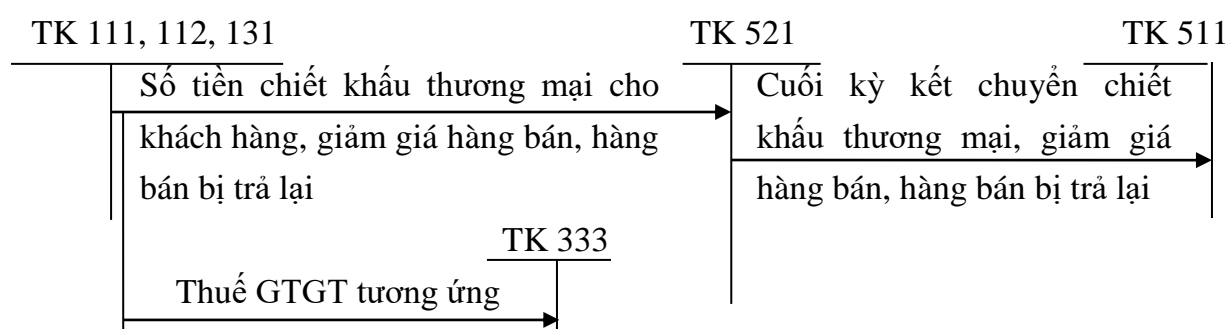 TK 111, 112, 131
TK 521
TK 511
Số tiền chiết khấu thương mại cho
khách hàng, giảm giá hàng bán, hàng
bán bị trả lại
Cuối kỳ kết chuyển chiết
khấu thương mại, giảm giá
hàng bán, hàng bán bị trả lại
TK 333
Thuế GTGT tương ứng